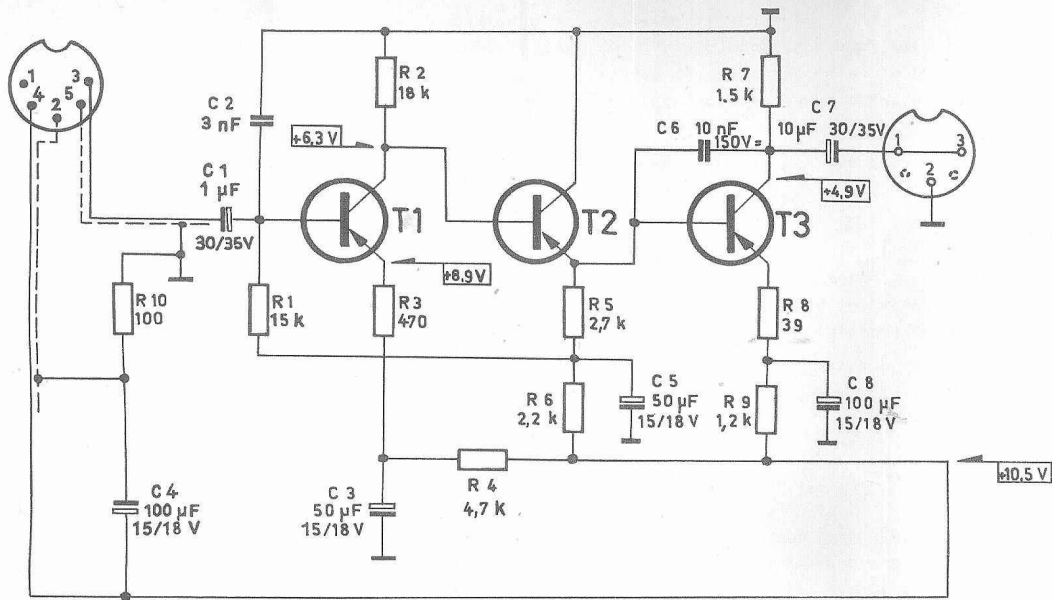 1
3
4
5
2
C 2
3 nF
R 2
18 k
+6,3 V
C 1
1 µF
30/35V
T1
+8,9V
R 10
100
R 1
15 k
R 3
470
T2
R 5
2,7 k
R 6
2,2 k
C 5
50 µF
15/18 V
R 7
1.5 k
C 6
10 nF
150V=
C 7
10 µF
30/35V
1
3
2
T3
+4,9 V
R 8
39
R 9
1,2 k
C 8
100 µF
15/18 V
+10,5 V
C 4
100 µF
15/18 V
C 3
50 µF
15/18 V
R 4
4,7 k